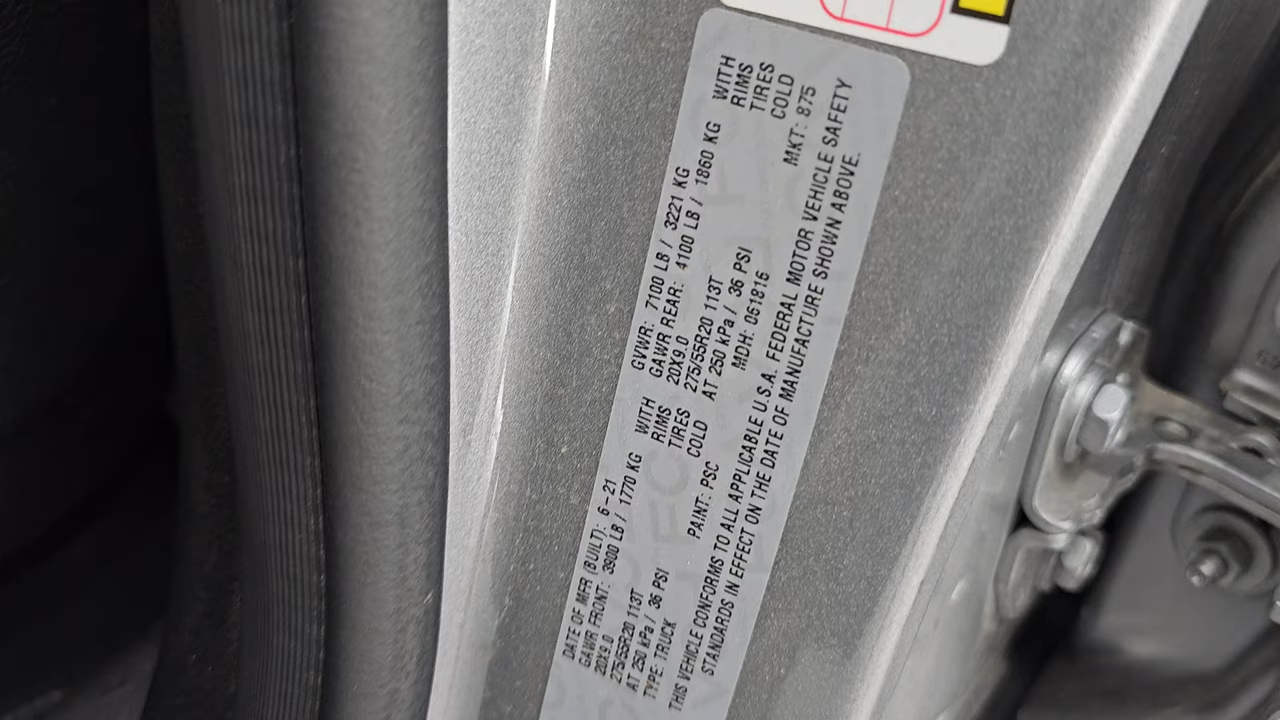 DATE OF MFR (BUILT): 6-21 GVWR: 7100 LB / 3221 KG
GAWR FRONT: 3900 LB / 1770 KG WITH GAWR REAR: 4100 LB / 1860 KG WITH
20X9.0 RIMS 20X9.0 RIMS
275/55R20 113T TIRES 275/55R20 113T TIRES
AT 250 kPa / 36 PSI COLD AT 250 kPa / 36 PSI COLD
TYPE: TRUCK PAINT: PSC MDH: 061816 MKT: 875
THIS VEHICLE CONFORMS TO ALL APPLICABLE U.S.A. FEDERAL MOTOR VEHICLE SAFETY
STANDARDS IN EFFECT ON THE DATE OF MANUFACTURE SHOWN ABOVE.